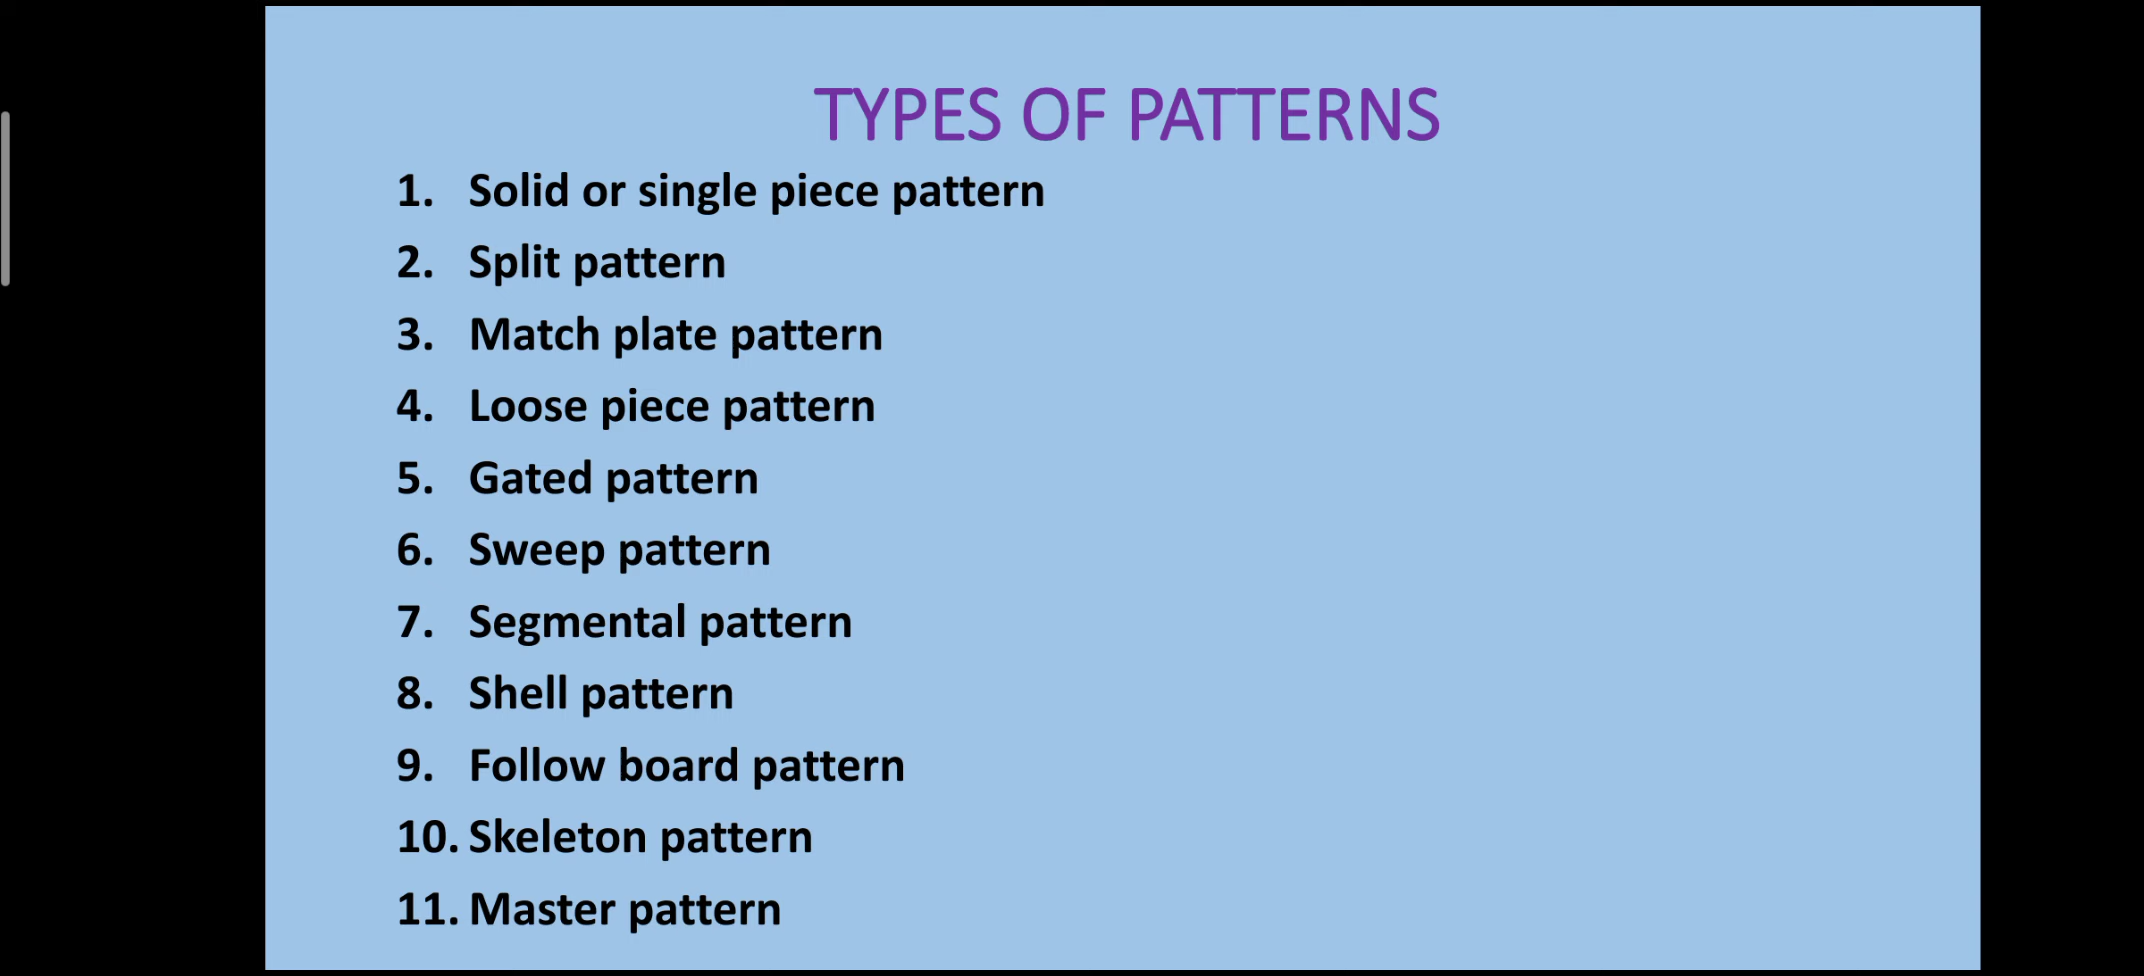 TYPES OF PATTERNS
1. Solid or single piece pattern
2. Split pattern
3. Match plate pattern
4. Loose piece pattern
5. Gated pattern
6. Sweep pattern
7. Segmental pattern
8. Shell pattern
9. Follow board pattern
10. Skeleton pattern
11. Master pattern